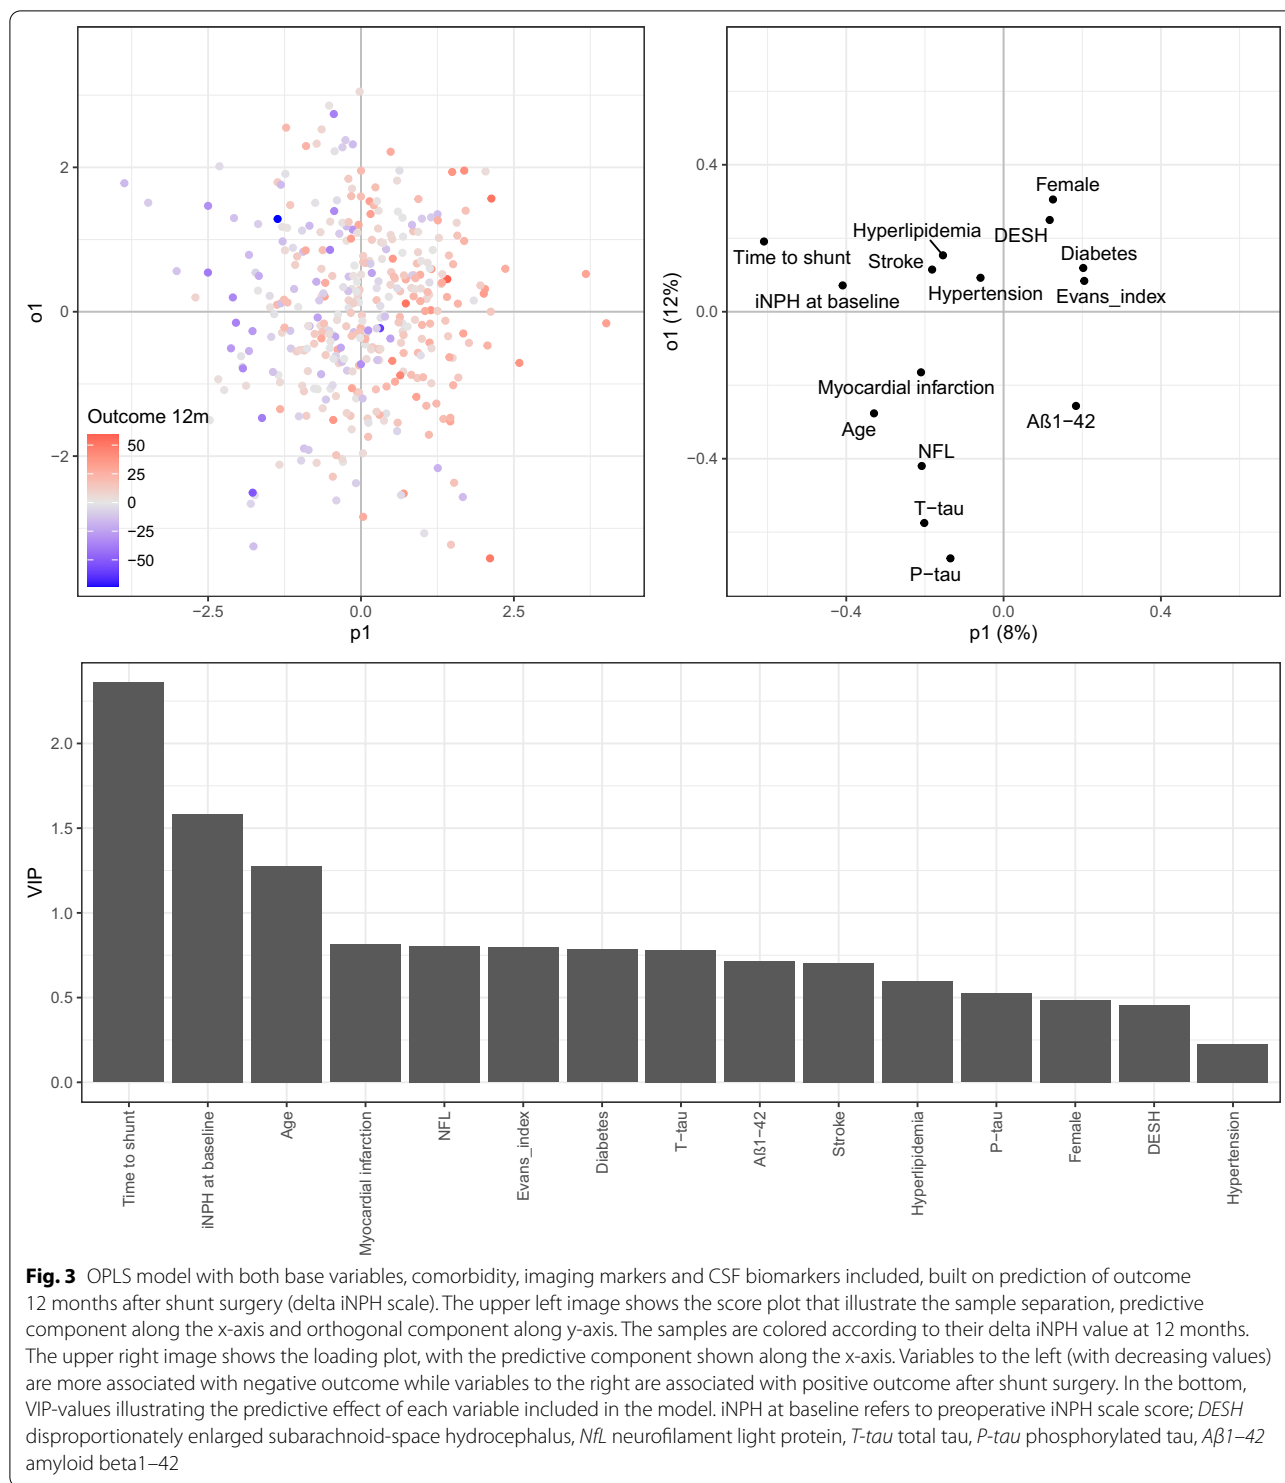 2
0
−2
o1
−2.5
0.0
2.5
p1
Outcome 12m
50
25
0
−25
−50
0.4
0.0
−0.4
o1 (12%)
Female
DESH
Hyperlipidemia
Time to shunt
Stroke
Diabetes
iNPH at baseline
Hypertension
Evans_index
Myocardial infarction
Age
Aß1−42
NFL
T−tau
P−tau
−0.4
0.0
0.4
p1 (8%)
2.0
1.5
1.0
0.5
0.0
VIP
Time to shunt
iNPH at baseline
Age
Myocardial infarction
NFL
Evans_index
Diabetes
T−tau
Aß1−42
Stroke
Hyperlipidemia
P−tau
Female
DESH
Hypertension
Fig. 3 OPLS model with both base variables, comorbidity, imaging markers and CSF biomarkers included, built on prediction of outcome
12 months after shunt surgery (delta iNPH scale). The upper left image shows the score plot that illustrate the sample separation, predictive
component along the x-axis and orthogonal component along y-axis. The samples are colored according to their delta iNPH value at 12 months.
The upper right image shows the loading plot, with the predictive component shown along the x-axis. Variables to the left (with decreasing values)
are more associated with negative outcome while variables to the right are associated with positive outcome after shunt surgery. In the bottom,
VIP-values illustrating the predictive effect of each variable included in the model. iNPH at baseline refers to preoperative iNPH scale score; DESH
disproportionately enlarged subarachnoid-space hydrocephalus, NfL neurofilament light protein, T-tau total tau, P-tau phosphorylated tau, Aβ1–42
amyloid beta1–42